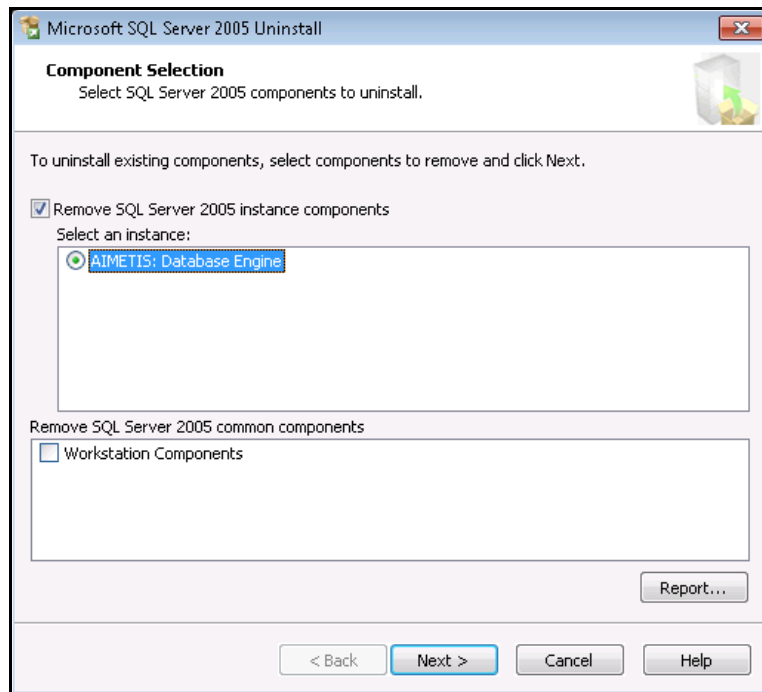 Microsoft SQL Server 2005 Uninstall
Component Selection
Select SQL Server 2005 components to uninstall.
To uninstall existing components, select components to remove and click Next.
Remove SQL Server 2005 instance components
Select an instance:
AIMETIS: Database Engine
Remove SQL Server 2005 common components
Workstation Components
Report...
< Back Next > Cancel Help